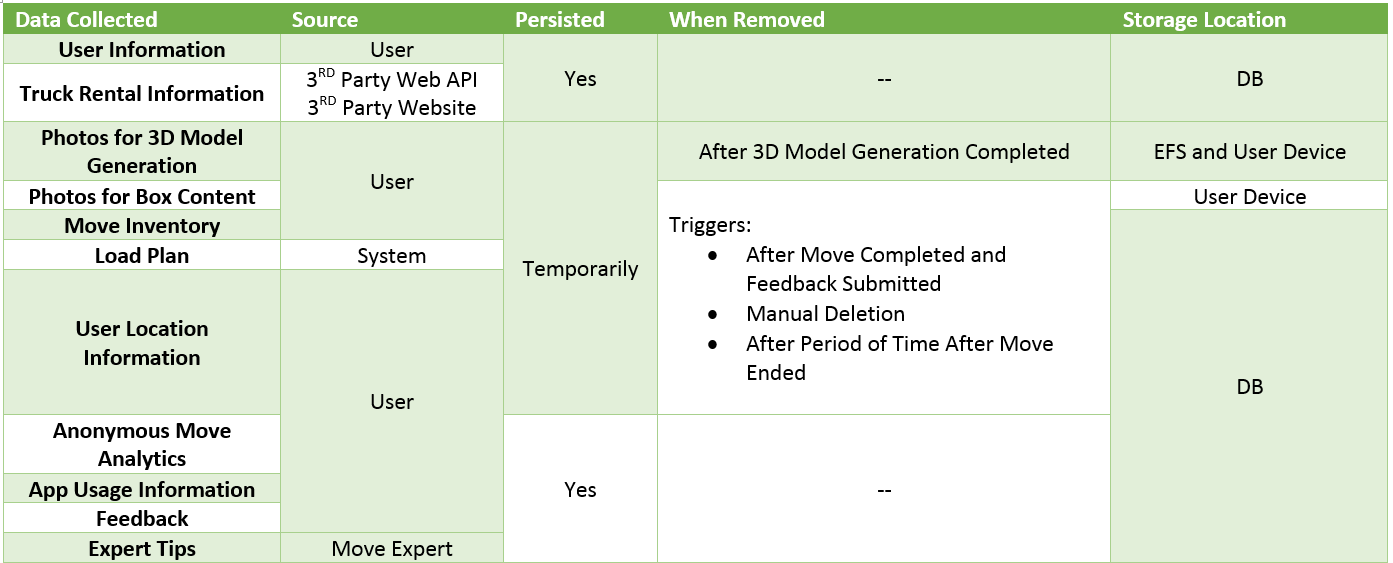 Data Collected Source Persisted When Removed Storage Location
User Information User
Yes -- DB
Truck Rental Information 3RD Party Web API
3RD Party Website
Photos for 3D Model
Generation
After 3D Model Generation Completed EFS and User Device
User
Photos for Box Content User Device
Move Inventory
Load Plan System
Temporarily
Triggers:
● After Move Completed and
Feedback Submitted
● Manual Deletion
● After Period of Time After Move
Ended
User Location
Information
User
DB
Anonymous Move
Analytics
App Usage Information
Yes --
Feedback
Expert Tips Move Expert